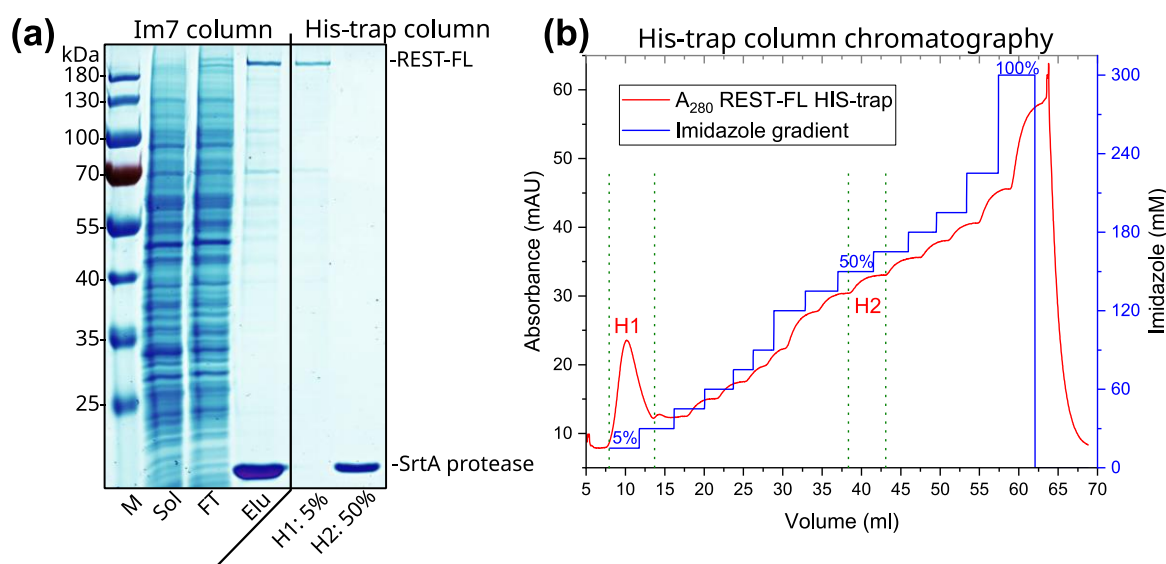 (a)
Im7 column
His-trap column
kDa
180
130
100
70
55
40
35
25
-REST-FL
-SrtA protease
M
Sol
FT
Elu
H1: 5%
H2: 50%
(b)
His-trap column chromatography
A280 REST-FL HIS-trap
Imidazole gradient
100%
50%
5%
H1
H2
Absorbance (mAU)
60
50
40
30
20
10
Imidazole (mM)
300
240
180
120
60
0
5 10 15 20 25 30 35 40 45 50 55 60 65 70
Volume (ml)